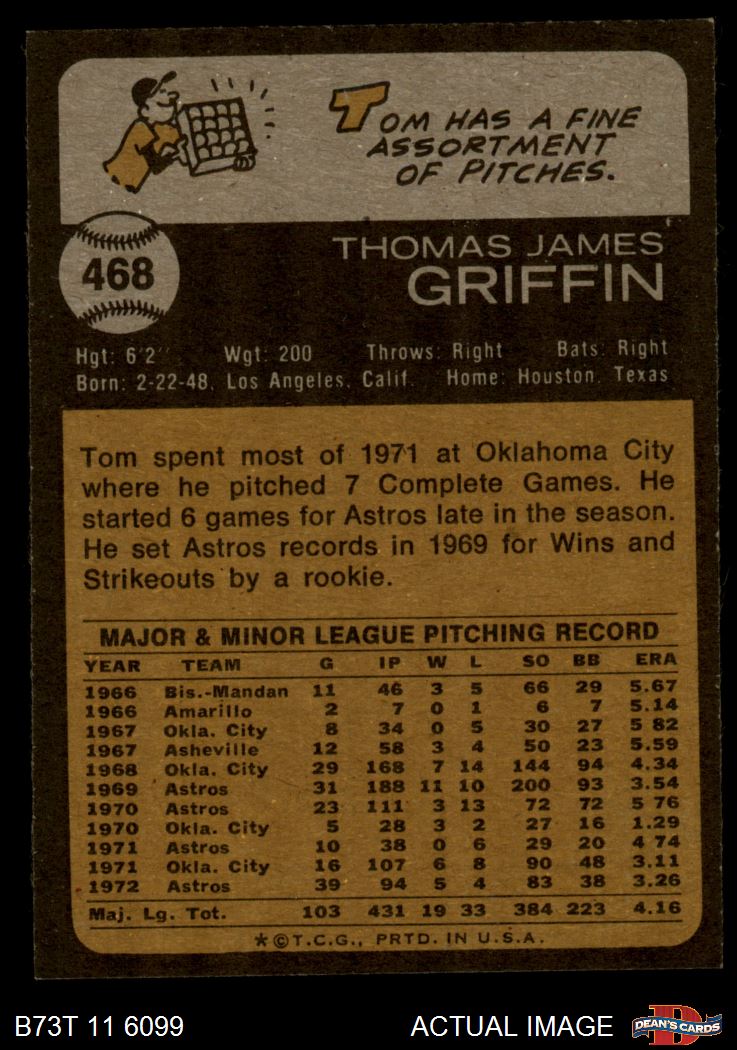 TOM HAS A FINE
ASSORTMENT
OF PITCHES.
468
THOMAS JAMES
GRIFFIN
Hgt: 6'2" Wgt: 200 Throws: Right Bats: Right
Born: 2-22-48, Los Angeles, Calif. Home: Houston, Texas
Tom spent most of 1971 at Oklahoma City
where he pitched 7 Complete Games. He
started 6 games for Astros late in the season.
He set Astros records in 1969 for Wins and
Strikeouts by a rookie.
MAJOR & MINOR LEAGUE PITCHING RECORD
YEAR TEAM G IP W L SO BB ERA
1966 Bis.-Mandan 11 46 3 5 66 29 5.67
1966 Amarillo 2 7 0 1 6 7 5.14
1967 Okla. City 8 34 0 5 30 27 5 82
1967 Asheville 12 58 3 4 50 23 5.59
1968 Okla. City 29 168 7 14 144 94 4.34
1969 Astros 31 188 11 10 200 93 3.54
1970 Astros 23 111 3 13 72 72 5 76
1970 Okla. City 5 28 3 2 27 16 1.29
1971 Astros 10 38 0 6 29 20 4 74
1971 Okla. City 16 107 6 8 90 48 3.11
1972 Astros 39 94 5 4 83 38 3.26
Maj. Lg. Tot. 103 431 19 33 384 223 4.16
*©T.C.G., PRTD. IN U.S.A.
B73T 11 6099 ACTUAL IMAGE DEAN'S CARDS